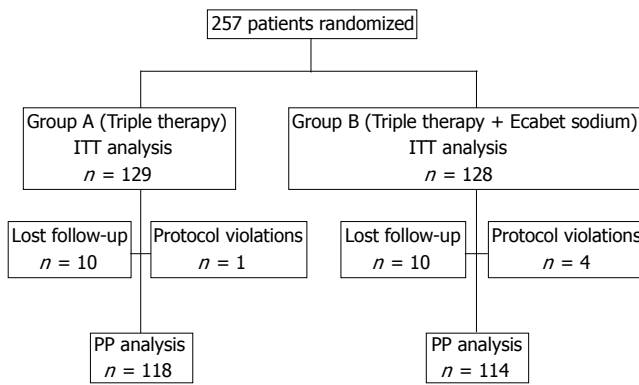 257 patients randomized
Group A (Triple therapy)
ITT analysis
n = 129
Group B (Triple therapy + Ecabet sodium)
ITT analysis
n = 128
Lost follow-up
n = 10
Protocol violations
n = 1
Lost follow-up
n = 10
Protocol violations
n = 4
PP analysis
n = 118
PP analysis
n = 114